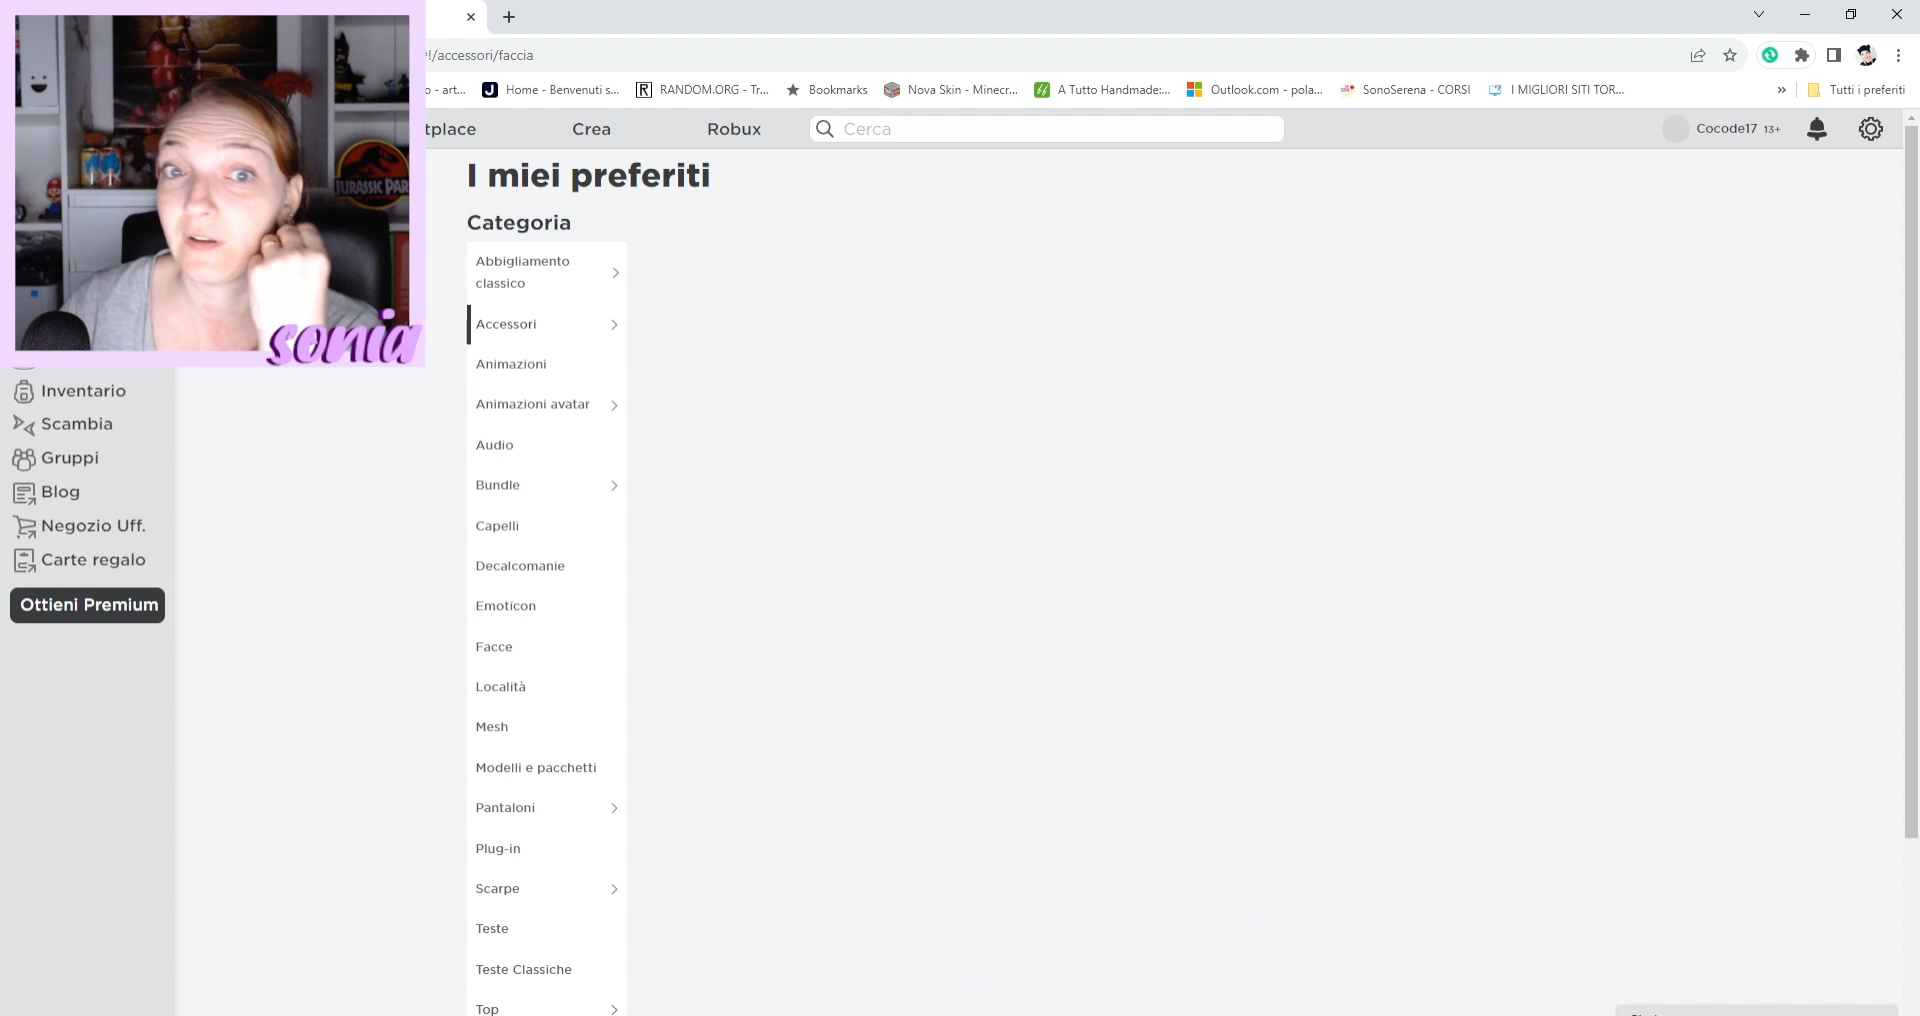 !/accessori/faccia
o - art...
Home - Benvenuti s...
RANDOM.ORG - Tr...
Bookmarks
Nova Skin - Minecr...
A Tutto Handmade:...
Outlook.com - pola...
SonoSerena - CORSI
I MIGLIORI SITI TOR...
»
Tutti i preferiti
tplace
Crea
Robux
Cerca
Cocode17 13+
JURASSIC PAR
sonia
Inventario
Scambia
Gruppi
Blog
Negozio Uff.
Carte regalo
Ottieni Premium
I miei preferiti
Categoria
Abbigliamento
classico
Accessori
Animazioni
Animazioni avatar
Audio
Bundle
Capelli
Decalcomanie
Emoticon
Facce
Località
Mesh
Modelli e pacchetti
Pantaloni
Plug-in
Scarpe
Teste
Teste Classiche
Top